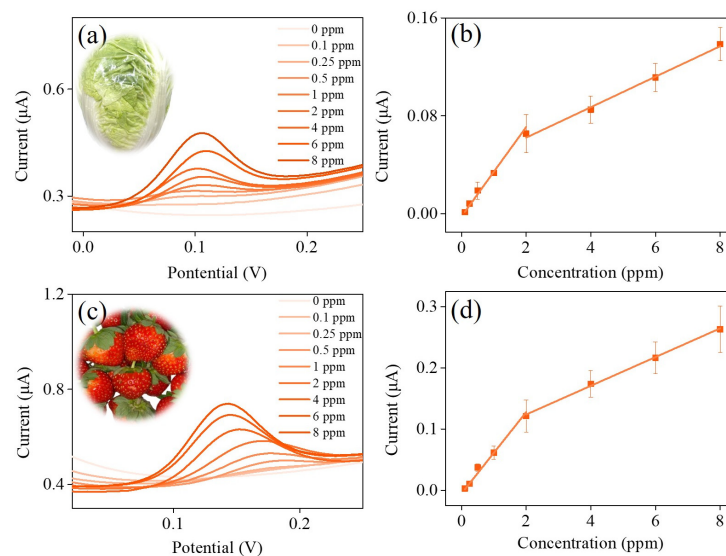 (a)
0 ppm
0.1 ppm
0.25 ppm
0.5 ppm
1 ppm
2 ppm
4 ppm
6 ppm
8 ppm
0.6
0.3
Current (μA)
0.0
0.1
0.2
Pontential (V)
(b)
0.16
0.08
0.00
Current (μA)
0
2
4
6
8
Concentration (ppm)
(c)
0 ppm
0.1 ppm
0.25 ppm
0.5 ppm
1 ppm
2 ppm
4 ppm
6 ppm
8 ppm
1.2
0.8
0.4
Current (μA)
0.1
0.2
Potential (V)
(d)
0.3
0.2
0.1
0.0
Current (μA)
0
2
4
6
8
Concentration (ppm)